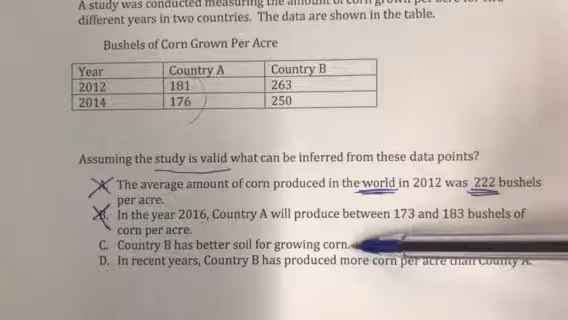 A study was conducted measuring the amount of corn grown per acre for two
different years in two countries. The data are shown in the table.
Bushels of Corn Grown Per Acre
Year Country A Country B
2012 181 263
2014 176 250
Assuming the study is valid what can be inferred from these data points?
A. The average amount of corn produced in the world in 2012 was 222 bushels
per acre.
B. In the year 2016, Country A will produce between 173 and 183 bushels of
corn per acre.
C. Country B has better soil for growing corn.
D. In recent years, Country B has produced more corn per acre than County A.